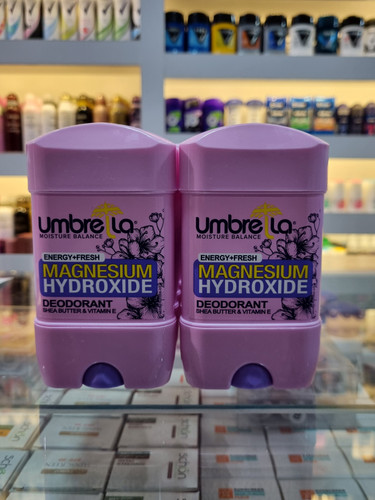 Umbrella®
MOISTURE BALANCE
ENERGY+FRESH
MAGNESIUM
HYDROXIDE
DEODORANT
SHEA BUTTER & VITAMIN E
Umbrella®
MOISTURE BALANCE
ENERGY+FRESH
MAGNESIUM
HYDROXIDE
DEODORANT
SHEA BUTTER & VITAMIN E